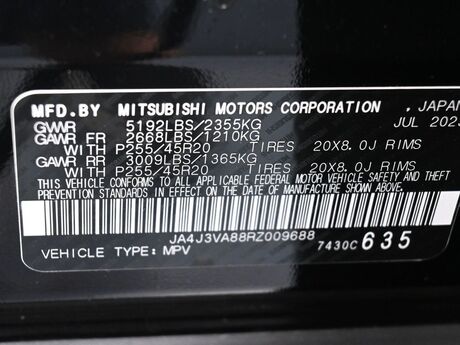 MFD.BY MITSUBISHI MOTORS CORPORATION , JAPAN
GVWR 5192LBS/2355KG JUL 2023
GAWR FR 2668LBS/1210KG
WITH P255/45R20 TIRES 20X8.0J RIMS
GAWR RR 3009LBS/1365KG
WITH P255/45R20 TIRES 20X8.0J RIMS
THIS VEHICLE CONFORMS TO ALL APPLICABLE FEDERAL MOTOR VEHICLE SAFETY AND THEFT
PREVENTION STANDARDS IN EFFECT ON THE DATE OF MANUFACTURE SHOWN ABOVE.
JA4J3VA88RZ009688
VEHICLE TYPE: MPV 7430C 635